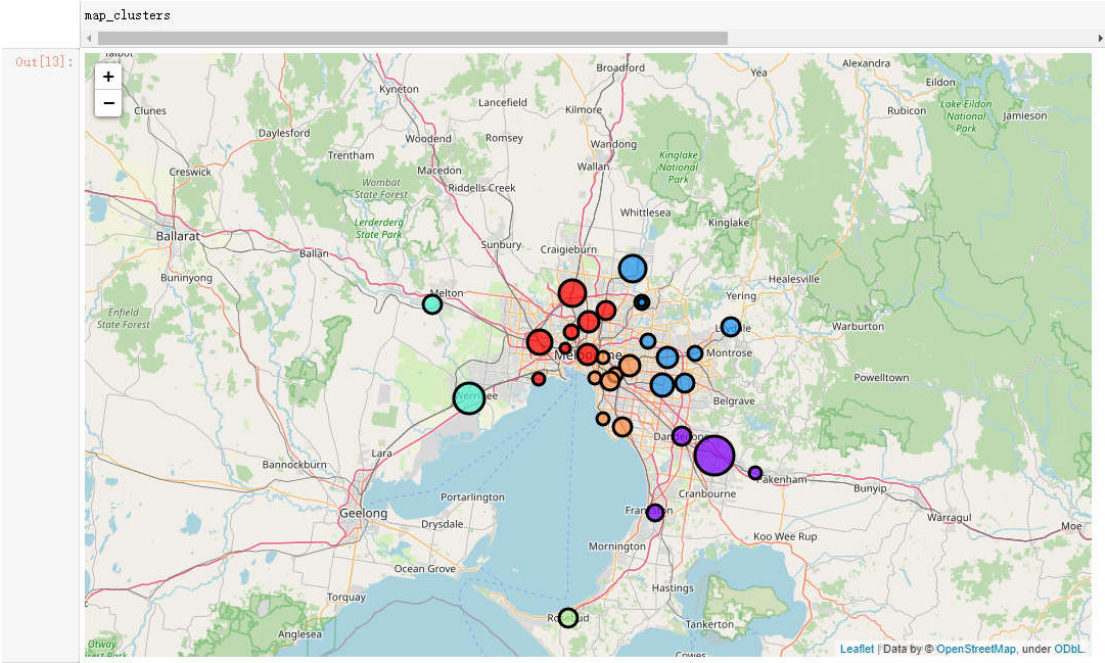 map_clusters
Out[13]:
+
−
Broadford
Yea
Alexandra
Eildon
Clunes
Kyneton
Lancefield
Kilmore
Rubicon
Lake Eildon
National
Park
Jamieson
Daylesford
Woodend
Romsey
Wandong
Trentham
Macedon
Wallan
Kinglake
National
Park
Creswick
Wombat
State Forest
Riddells Creek
Lerderderg
State Park
Whittlesea
Kinglake
Ballarat
Ballan
Sunbury
Craigieburn
Buninyong
Healesville
Melton
Yering
Enfield
State Forest
Warburton
Montrose
Powelltown
Belgrave
Lara
Bannockburn
Pakenham
Bunyip
Cranbourne
Portarlington
Geelong
Drysdale
Warragul
Moe
Koo Wee Rup
Mornington
Ocean Grove
Hastings
Torquay
Tankerton
Anglesea
Otway
Cowes
Leaflet | Data by © OpenStreetMap, under ODbL.